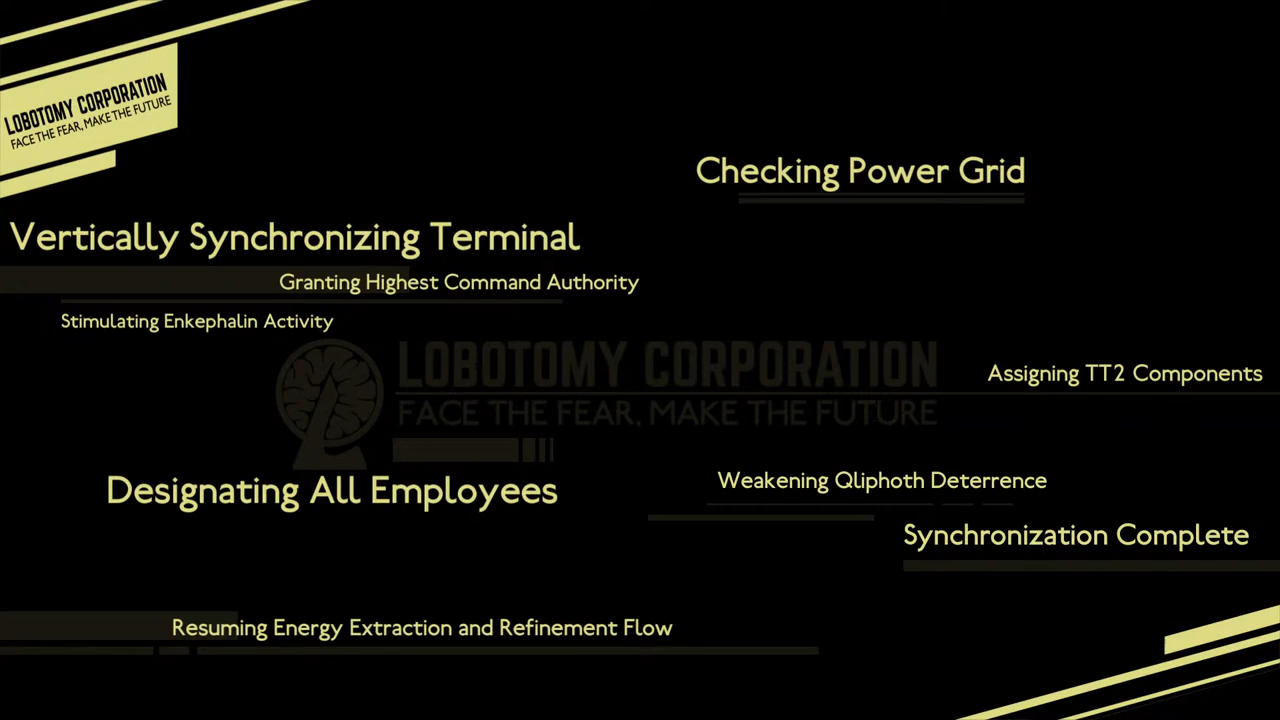 LOBOTOMY CORPORATION
FACE THE FEAR, MAKE THE FUTURE
Checking Power Grid
Vertically Synchronizing Terminal
Granting Highest Command Authority
Stimulating Enkephalin Activity
LOBOTOMY CORPORATION
FACE THE FEAR, MAKE THE FUTURE
Assigning TT2 Components
Designating All Employees
Weakening Qliphoth Deterrence
Synchronization Complete
Resuming Energy Extraction and Refinement Flow